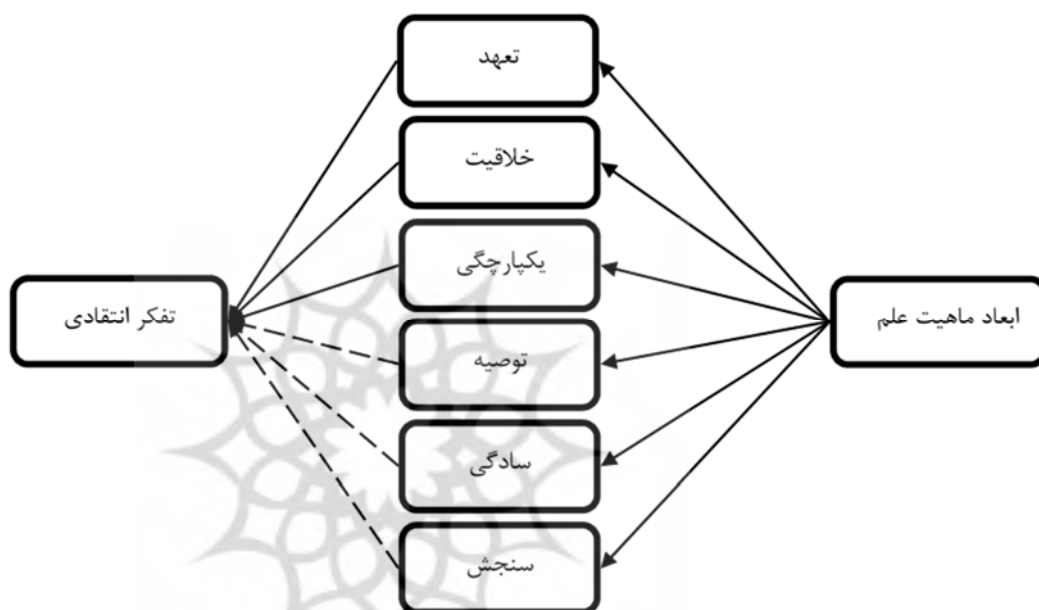 تعهد
خلاقیت
یکپارچگی
ابعاد ماهیت علم
تفکر انتقادی
توصیه
سادگی
سنجش